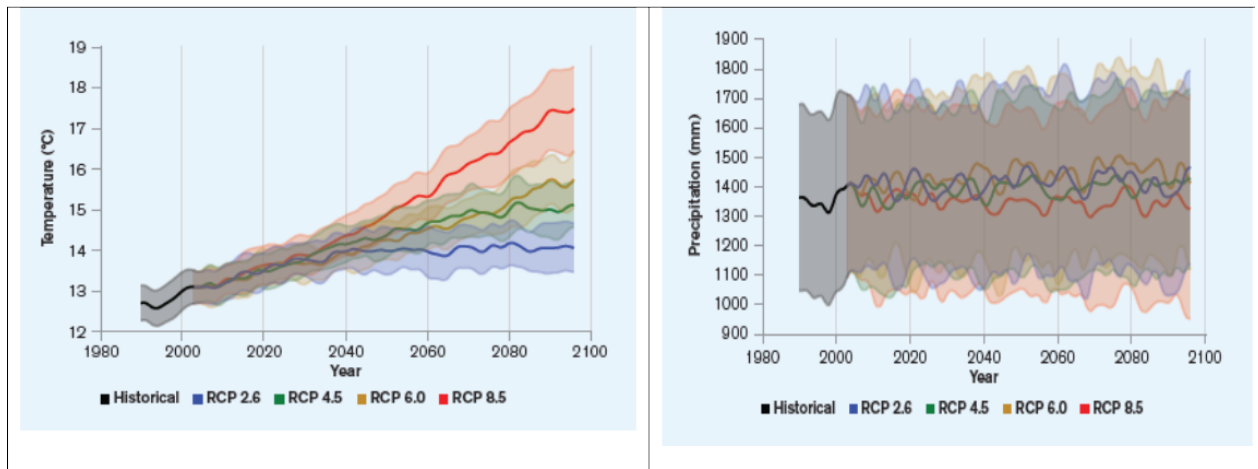 19
18
17
16
15
14
13
12
Temperature (°C)
1980 2000 2020 2040 2060 2080 2100
Year
Historical RCP 2.6 RCP 4.5 RCP 6.0 RCP 8.5
1900
1800
1700
1600
1500
1400
1300
1200
1100
1000
900
Precipitation (mm)
1980 2000 2020 2040 2060 2080 2100
Year
Historical RCP 2.6 RCP 4.5 RCP 6.0 RCP 8.5